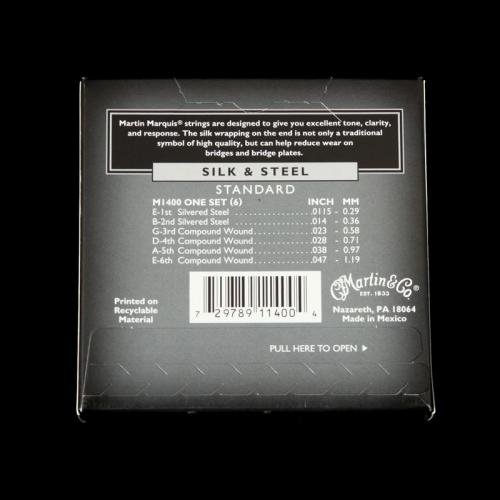 Martin Marquis® strings are designed to give you excellent tone, clarity,
and response. The silk wrapping on the end is not only a traditional
symbol of high quality, but can help reduce wear on
bridges and bridge plates.
SILK & STEEL
STANDARD
M1400 ONE SET (6) INCH MM
E-1st Silvered Steel .0115 - 0.29
B-2nd Silvered Steel .014 - 0.36
G-3rd Compound Wound .023 - 0.58
D-4th Compound Wound .028 - 0.71
A-5th Compound Wound .038 - 0.97
E-6th Compound Wound .047 - 1.19
Martin & Co.®
EST. 1833
Printed on
Recyclable
Material
7 29789 11400 4
Nazareth, PA 18064
Made in Mexico
PULL HERE TO OPEN ▶